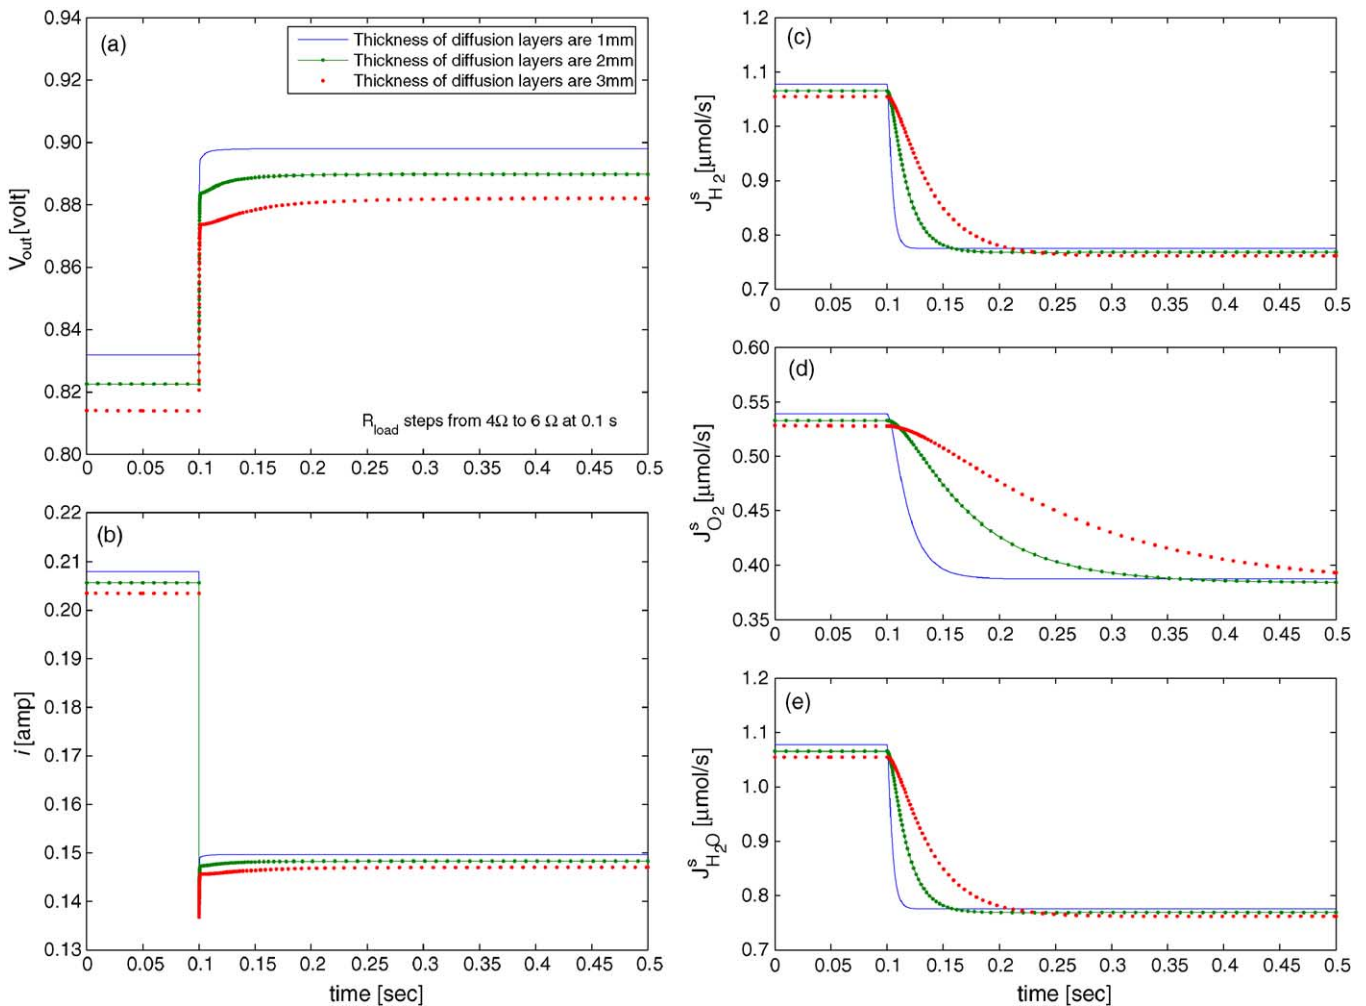 (a)
Thickness of diffusion layers are 1mm
Thickness of diffusion layers are 2mm
Thickness of diffusion layers are 3mm
0.94
0.92
0.90
0.88
0.86
0.84
0.82
0.80
V_out [volt]
R_load steps from 4Ω to 6 Ω at 0.1 s
0 0.05 0.1 0.15 0.2 0.25 0.3 0.35 0.4 0.45 0.5
(b)
0.22
0.21
0.20
0.19
0.18
0.17
0.16
0.15
0.14
0.13
i [amp]
0 0.05 0.1 0.15 0.2 0.25 0.3 0.35 0.4 0.45 0.5
time [sec]
(c)
1.2
1.1
1.0
0.9
0.8
0.7
J^s_H2 [μmol/s]
0 0.05 0.1 0.15 0.2 0.25 0.3 0.35 0.4 0.45 0.5
(d)
0.60
0.55
0.50
0.45
0.40
0.35
J^s_O2 [μmol/s]
0 0.05 0.1 0.15 0.2 0.25 0.3 0.35 0.4 0.45 0.5
(e)
1.2
1.1
1.0
0.9
0.8
0.7
J^s_H2O [μmol/s]
0 0.05 0.1 0.15 0.2 0.25 0.3 0.35 0.4 0.45 0.5
time [sec]